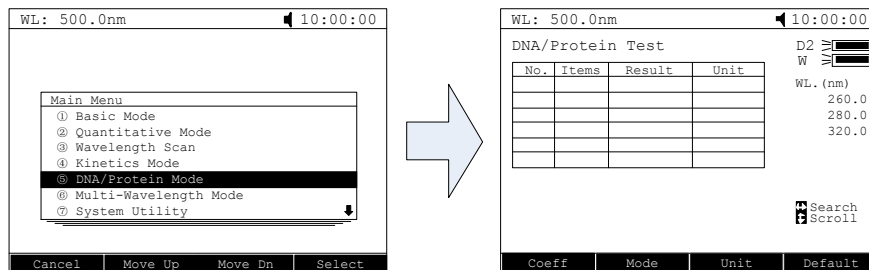 WL: 500.0nm 10:00:00
Main Menu
① Basic Mode
② Quantitative Mode
③ Wavelength Scan
④ Kinetics Mode
⑤ DNA/Protein Mode
⑥ Multi-Wavelength Mode
⑦ System Utility
Cancel Move Up Move Dn Select
WL: 500.0nm 10:00:00
DNA/Protein Test D2
W
No. Items Result Unit
WL.(nm)
260.0
280.0
320.0
Search
Scroll
Coeff Mode Unit Default